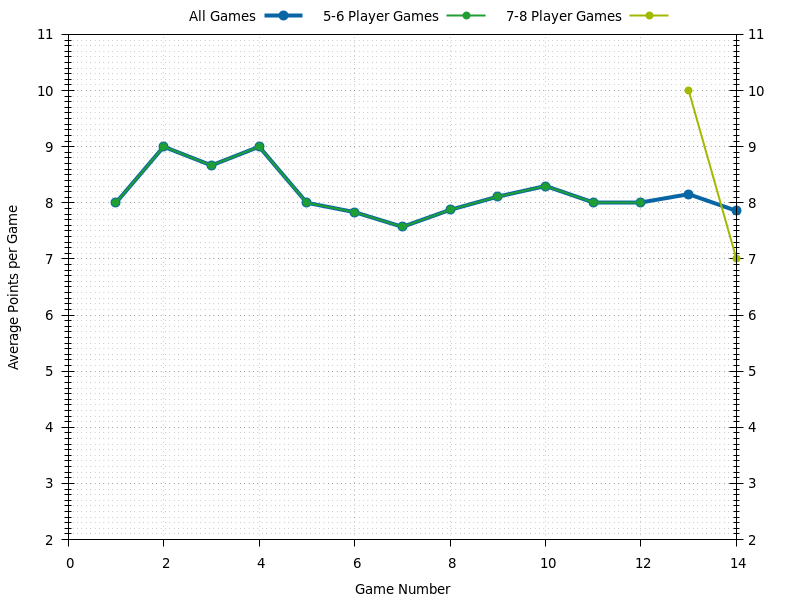 All Games 5-6 Player Games 7-8 Player Games
11 11
10 10
9 9
8 8
7 7
6 6
5 5
4 4
3 3
2 2
Average Points per Game
0 2 4 6 8 10 12 14
Game Number